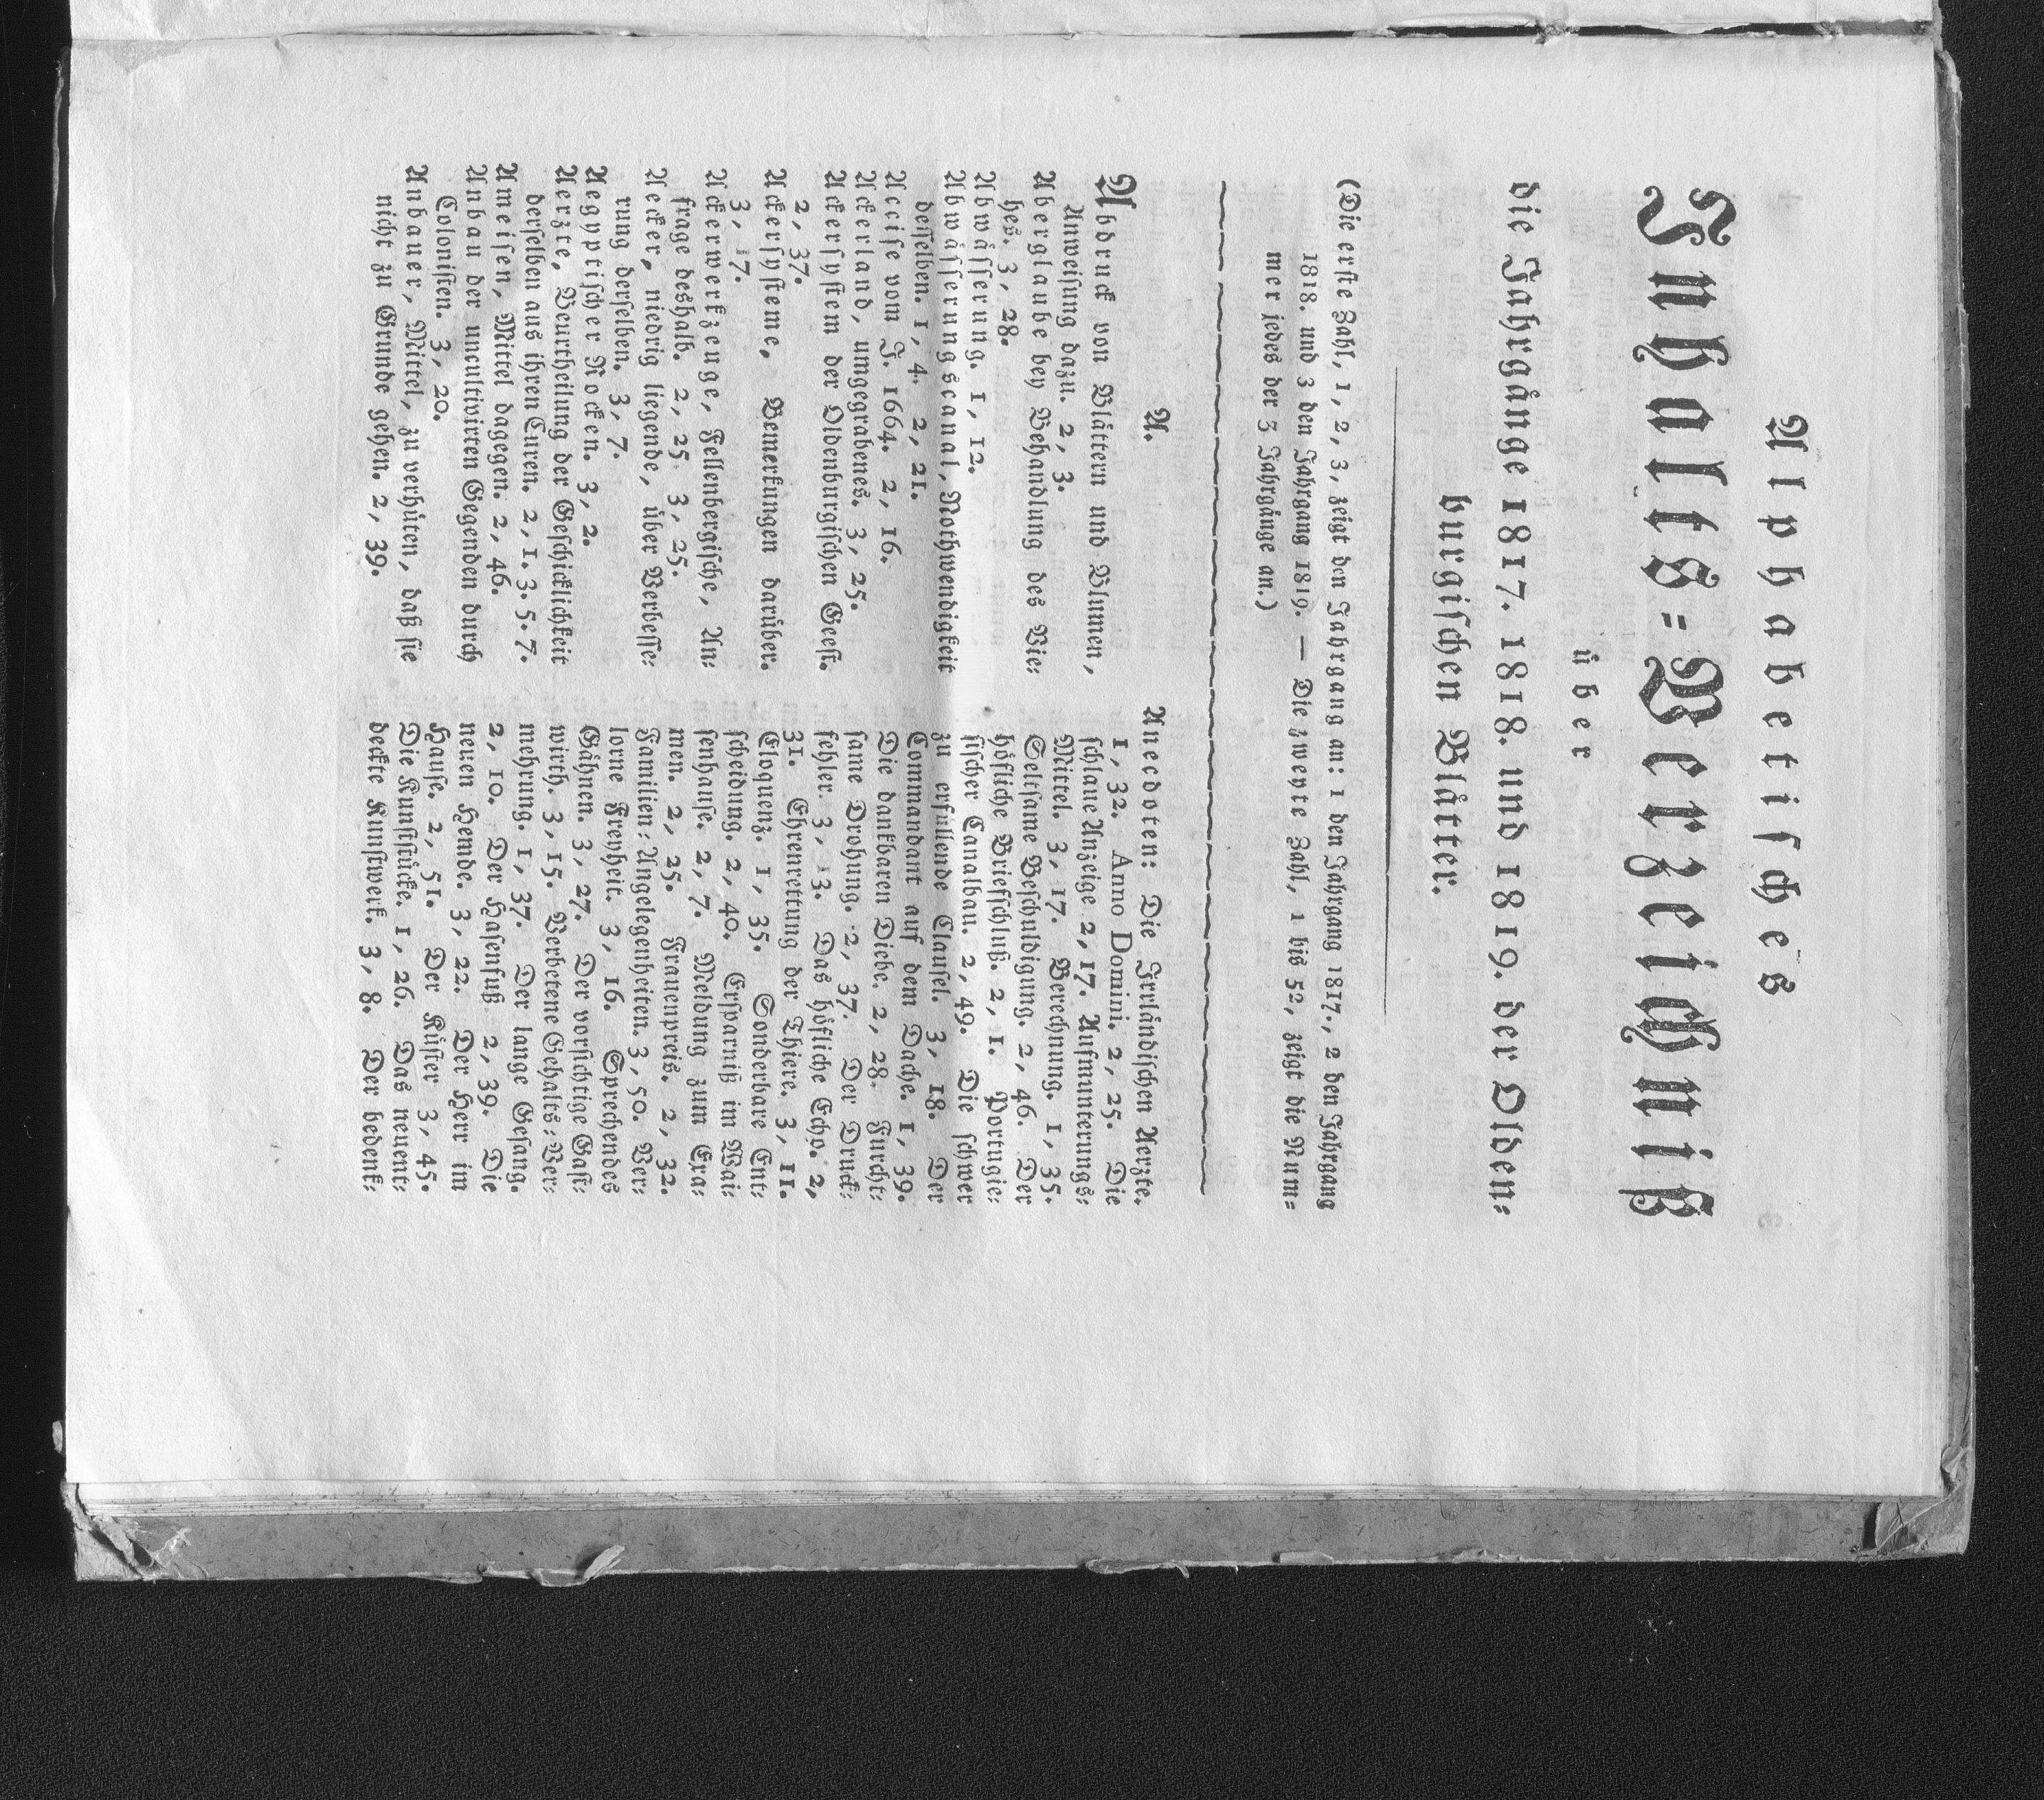 Alphabetisches
Inhalts=Verzeichniß
über
die Jahrgånge 1817. 1818. und 1819. der Olden=
burgischen Blåtter.
(Die erste Zahl, 1, 2, 3, zeigt den Jahrgang an: 1 den Jahrgang 1817., 2 den Jahrgang
1818. und 3 den Jahrgang 1819. — Die zweyte Zahl, 1 bis 52, zeigt die Num=
mer jedes der 3 Jahrgånge an.)
A.
Abdruck von Blåttern und Blumen,
Anweisung dazu. 2, 3.
Aberglaube bey Behandlung des Vie=
hes. 3, 28.
Abwåsserung. 1, 12.
Abwåsserungscanal, Nothwendigkeit
desselben. 1, 4. 2, 21.
Accise vom J. 1664. 2, 16.
Ackerland, umgegrabenes. 3, 25.
Ackersystem der Oldenburgischen Geest.
2, 37.
Ackersysteme, Bemerkungen darüber.
3, 17.
Ackerwerkzeuge, Fellenbergische, An=
frage deshalb. 2, 25 3, 25.
Aecker, niedrig liegende, über Verbesse=
rung derselben. 3, 7.
Aegyptischer Rocken. 3, 2.
Aerzte, Beurtheilung der Geschicklichkeit
derselben aus ihren Curen. 2, 1. 3. 5. 7.
Ameisen, Mittel dagegen. 2, 46.
Anbau der uncultivirten Gegenden durch
Colonisten. 3, 20.
Anbauer, Mittel, zu verhüten, daß sie
nicht zu Grunde gehen. 2, 39.
Anecdoten: Die Irrlåndischen Aerzte.
1, 32. Anno Domini. 2, 25. Die
schlaue Anzeige 2, 17. Aufmunterungs=
Mittel. 3, 17. Berechnung. 1, 35.
Seltsame Beschuldigung. 2, 46. Der
höfliche Briefschluß. 2, 1. Portugie=
sischer Canalbau. 2, 49. Die schwer
zu erfüllende Clausel. 3, 18. Der
Commandant auf dem Dache. 1, 39.
Die dankbaren Diebe. 2, 28. Furcht=
same Drohung. 2, 37. Der Druck=
fehler. 3, 13. Das höfliche Echo. 2,
31. Ehrenrettung der Thiere. 3, 11.
Eloquenz. 1, 35. Sonderbare Ent=
scheidung. 2, 40. Ersparniß im Wai=
senhause. 2, 7. Meldung zum Exa=
men. 2, 25. Frauenpreis. 2, 32.
Familien=Angelegenheiten. 3, 50. Ver=
lorne Freyheit. 3, 16. Sprechendes
Gåhnen. 3, 27. Der vorsichtige Gast=
wirth. 3, 15. Verbetene Gehalts=Ver=
mehrung. 1, 37. Der lange Gesang.
2, 10. Der Hasenfuß 2, 39. Die
neuen Hemde. 3, 22. Der Herr im
Hause. 2, 51. Der Küster 3, 45.
Die Kunststücke. 1, 26. Das neuent=
deckte Kunstwerk. 3, 8. Der bedenk=